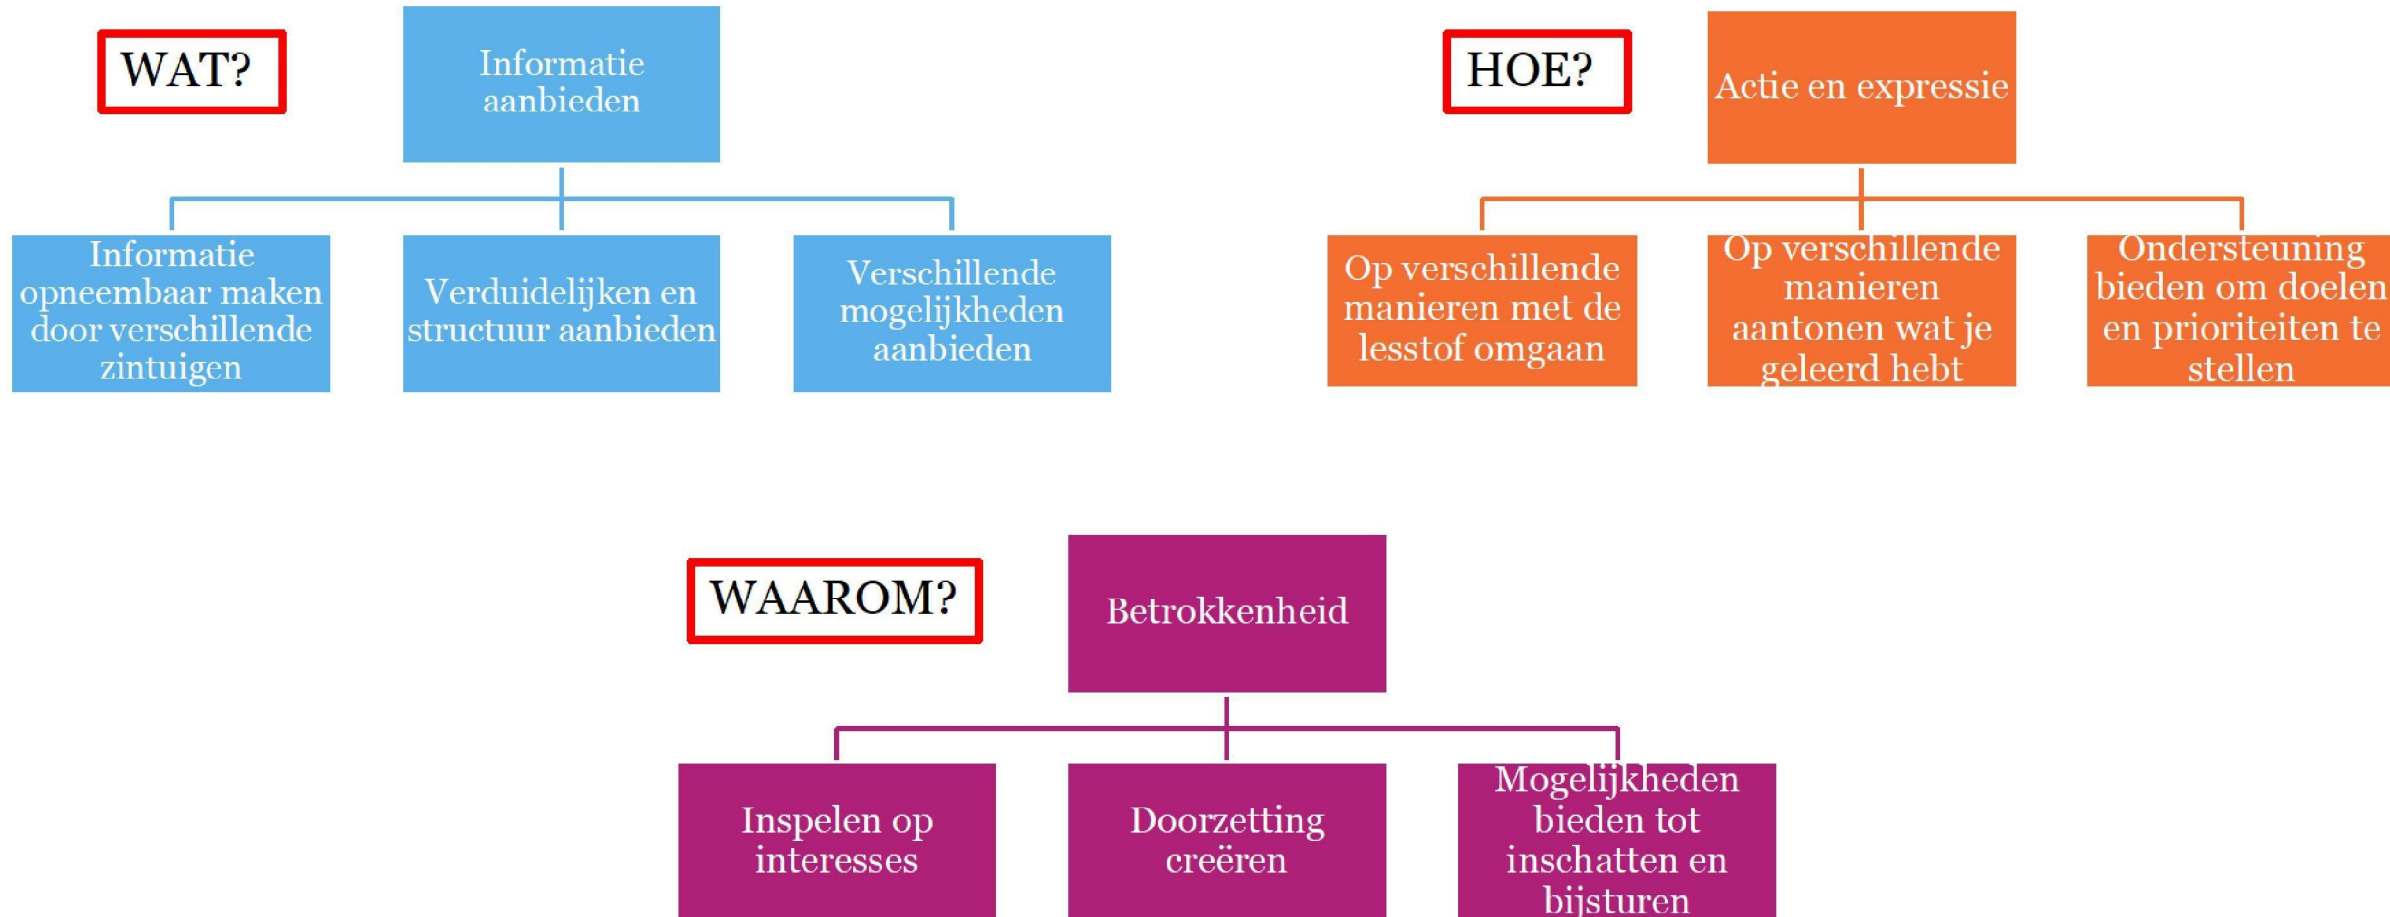 WAT?
Informatie
aanbieden
Informatie
opneembaar maken
door verschillende
zintuigen
Verduidelijken en
structuur aanbieden
Verschillende
mogelijkheden
aanbieden
HOE?
Actie en expressie
Op verschillende
manieren met de
lesstof omgaan
Op verschillende
manieren
aantonen wat je
geleerd hebt
Ondersteuning
bieden om doelen
en prioriteiten te
stellen
WAAROM?
Betrokkenheid
Inspelen op
interesses
Doorzetting
creëren
Mogelijkheden
bieden tot
inschatten en
bijsturen